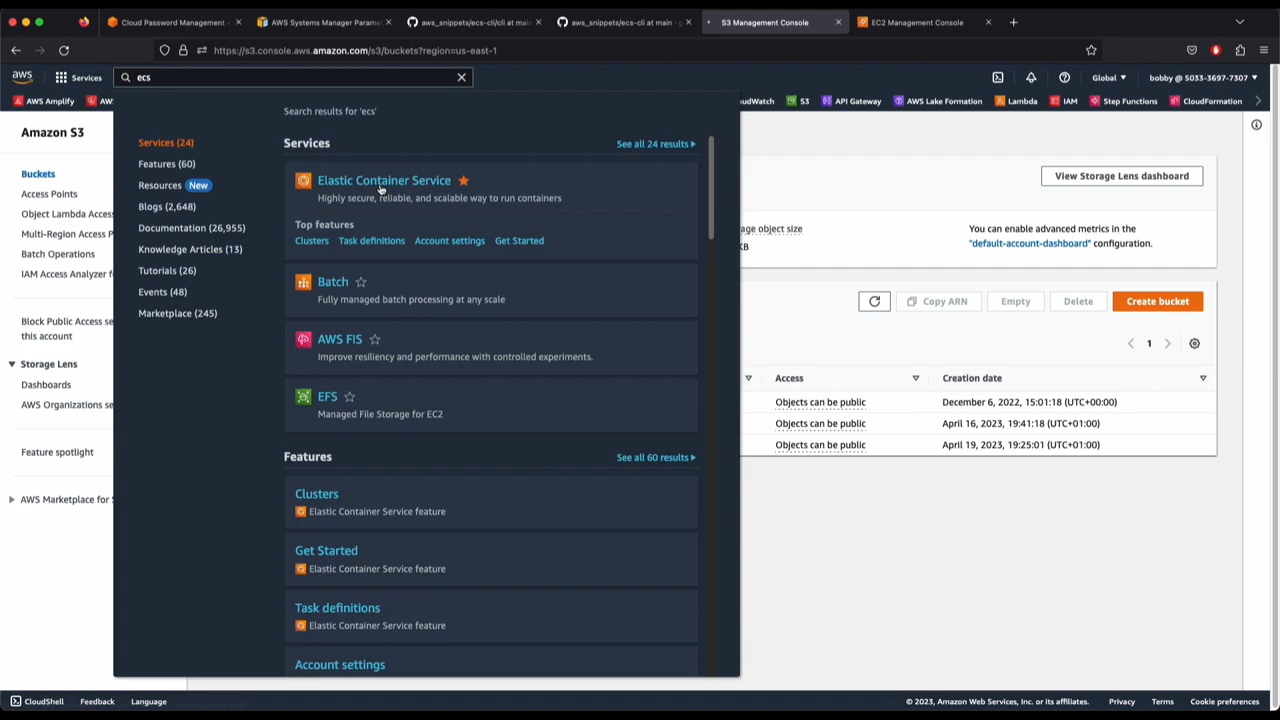 Cloud Password Management -
AWS Systems Manager Paramet
aws_snippets/ecs-cli/cli at main
aws_snippets/ecs-cli at main - g
S3 Management Console
EC2 Management Console
https://s3.console.aws.amazon.com/s3/buckets?region=us-east-1
aws
Services
ecs
Global
bobby @ 5033-3697-7307
AWS Amplify
AW
udWatch
S3
API Gateway
AWS Lake Formation
Lambda
IAM
Step Functions
CloudFormation
Amazon S3
Buckets
Access Points
Object Lambda Access
Multi-Region Access P
Batch Operations
IAM Access Analyzer f
Block Public Access se
this account
Storage Lens
Dashboards
AWS Organizations se
Feature spotlight
AWS Marketplace for S
Search results for 'ecs'
Services (24)
Features (60)
Resources New
Blogs (2,648)
Documentation (26,955)
Knowledge Articles (13)
Tutorials (26)
Events (48)
Marketplace (245)
Services
See all 24 results
Elastic Container Service
Highly secure, reliable, and scalable way to run containers
Top features
Clusters Task definitions Account settings Get Started
Batch
Fully managed batch processing at any scale
AWS FIS
Improve resiliency and performance with controlled experiments.
EFS
Managed File Storage for EC2
Features
See all 60 results
Clusters
Elastic Container Service feature
Get Started
Elastic Container Service feature
Task definitions
Elastic Container Service feature
Account settings
View Storage Lens dashboard
age object size
KB
You can enable advanced metrics in the
"default-account-dashboard" configuration.
Copy ARN
Empty
Delete
Create bucket
1
Access
Creation date
Objects can be public
December 6, 2022, 15:01:18 (UTC+00:00)
Objects can be public
April 16, 2023, 19:41:18 (UTC+01:00)
Objects can be public
April 19, 2023, 19:25:01 (UTC+01:00)
CloudShell
Feedback
Language
© 2023, Amazon Web Services, Inc. or its affiliates.
Privacy
Terms
Cookie preferences